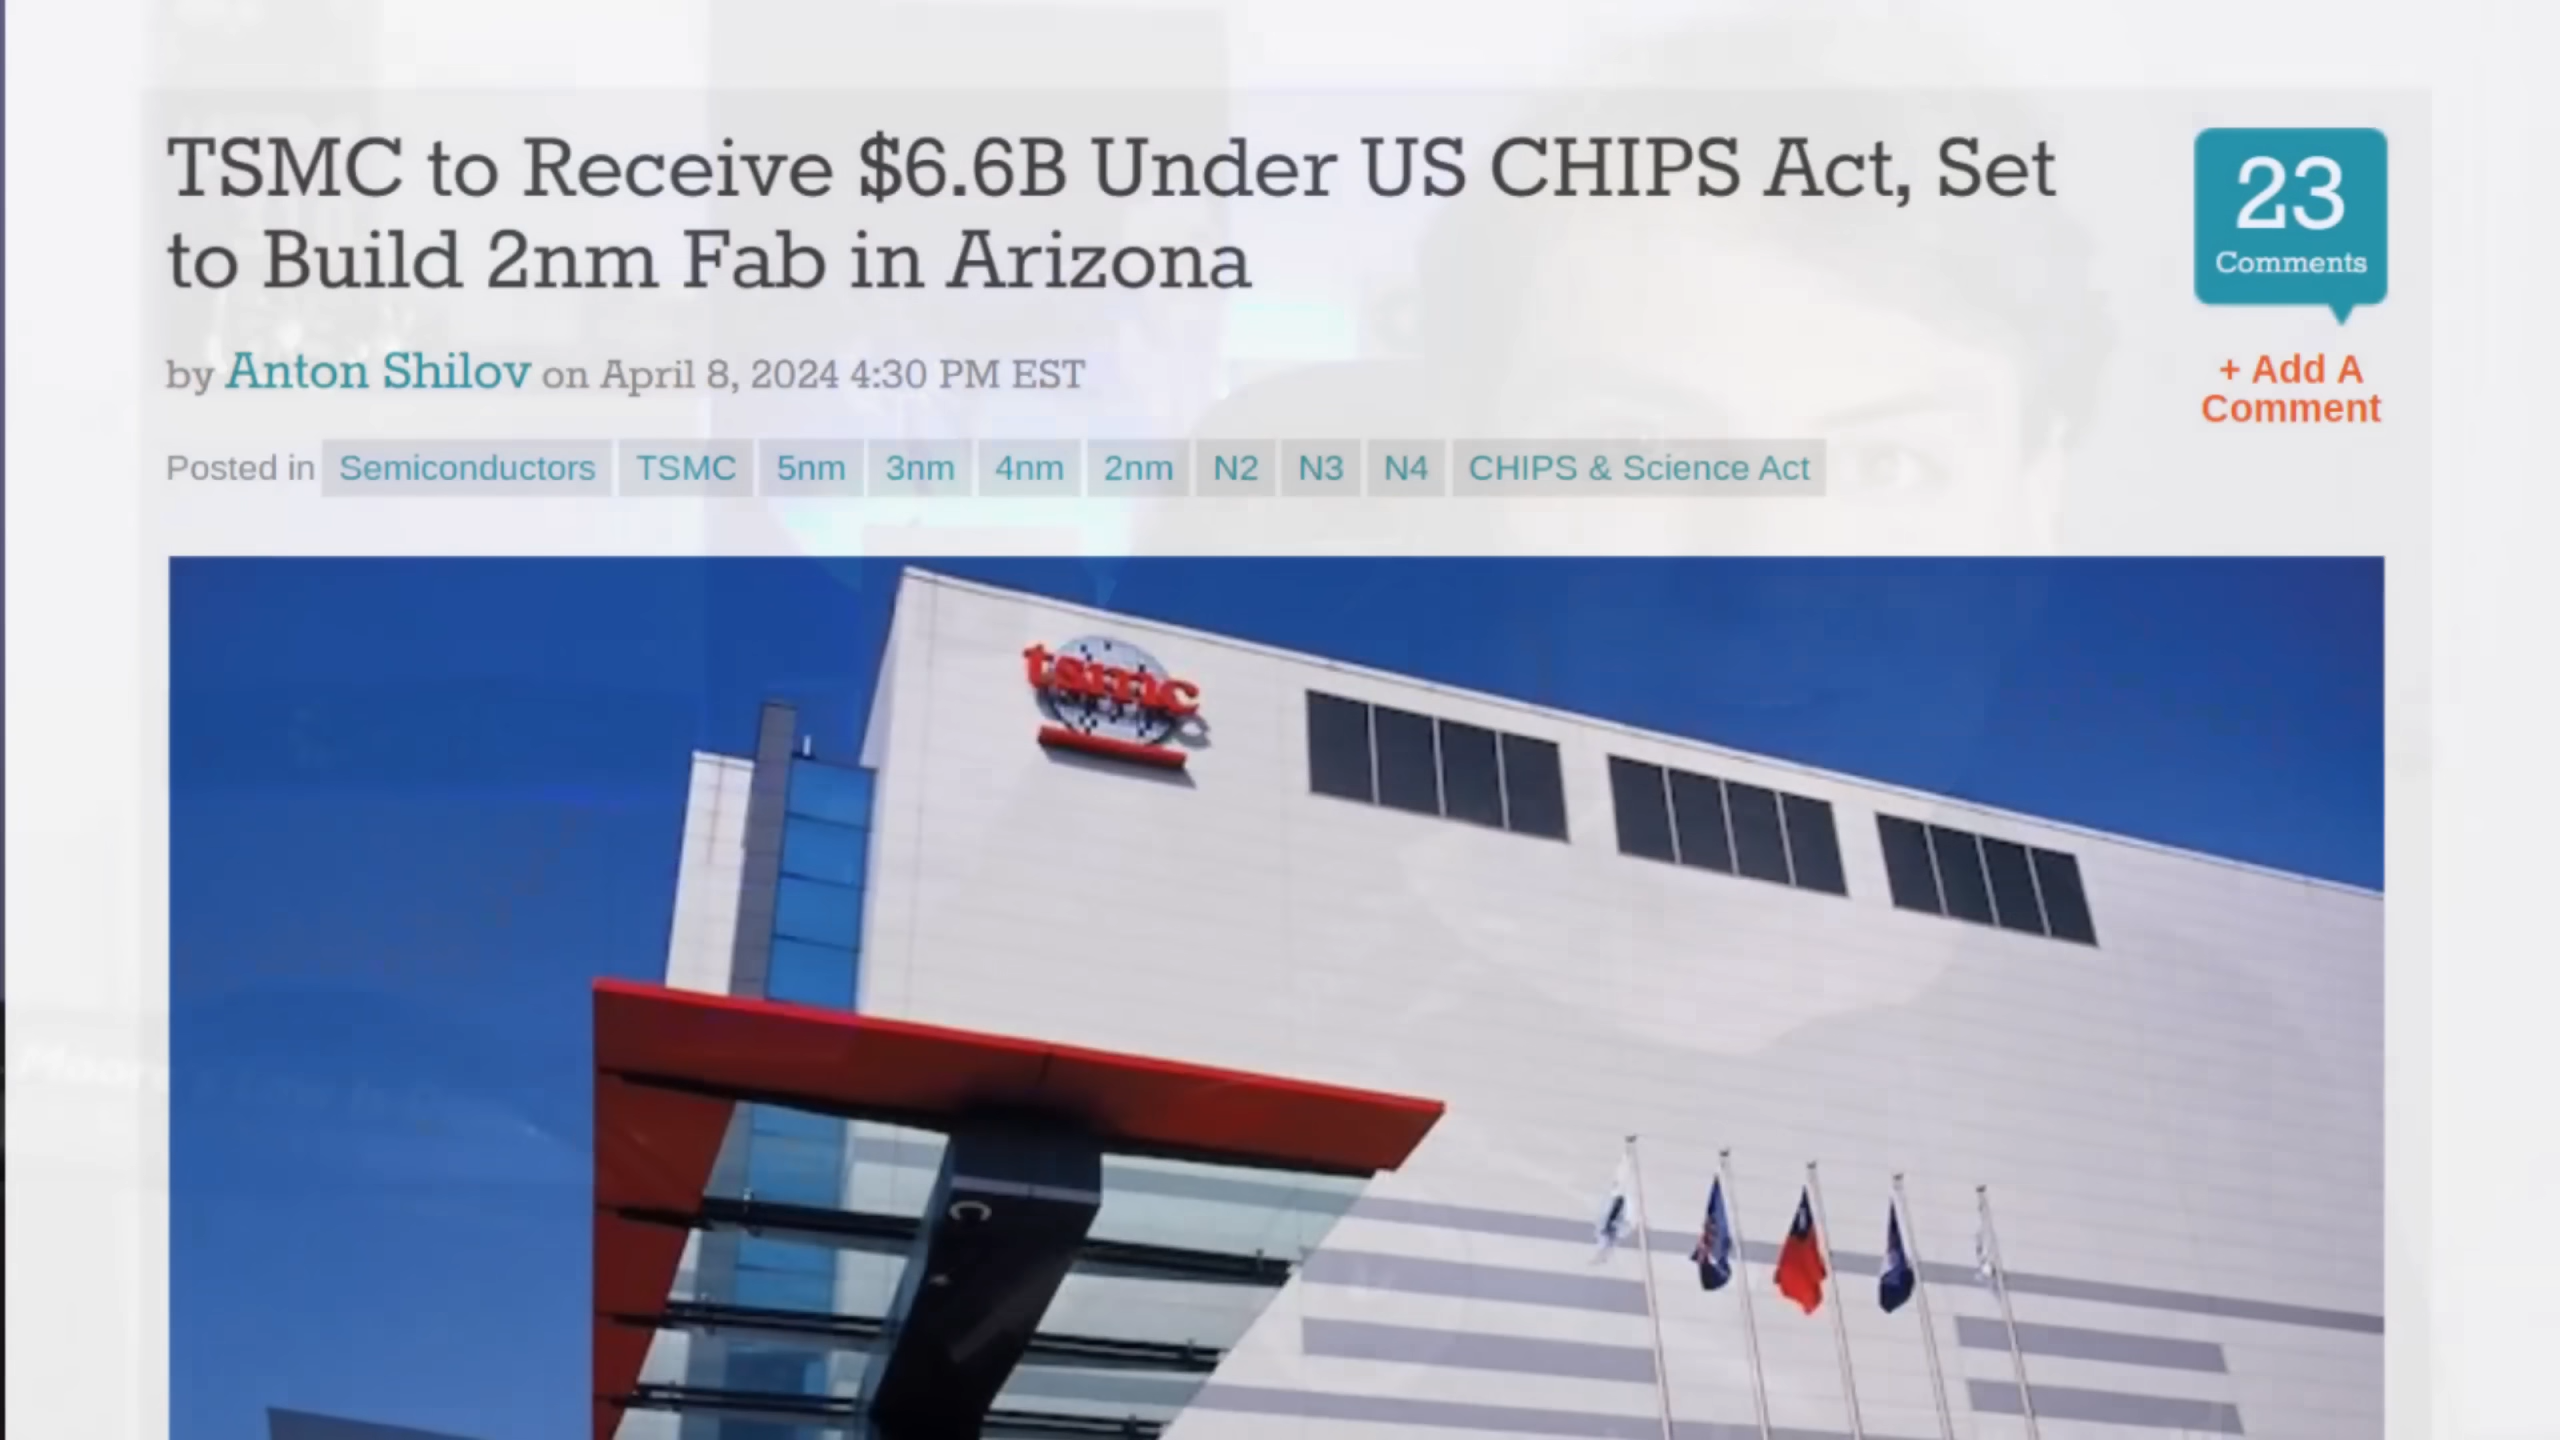 TSMC to Receive $6.6B Under US CHIPS Act, Set
to Build 2nm Fab in Arizona
23
Comments
+ Add A
Comment
by Anton Shilov on April 8, 2024 4:30 PM EST
Posted in Semiconductors TSMC 5nm 3nm 4nm 2nm N2 N3 N4 CHIPS & Science Act
tsmc